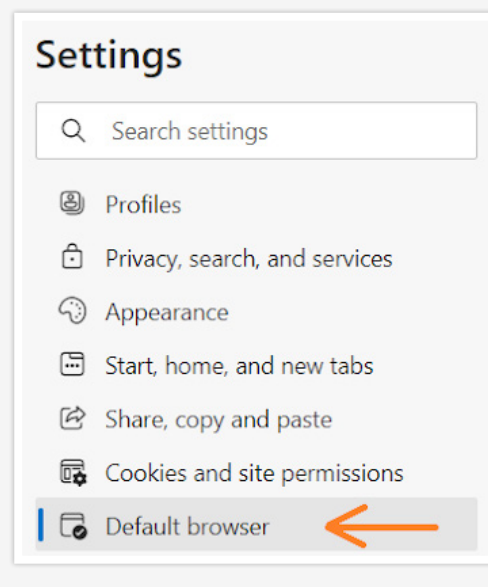 Settings
Search settings
Profiles
Privacy, search, and services
Appearance
Start, home, and new tabs
Share, copy and paste
Cookies and site permissions
Default browser